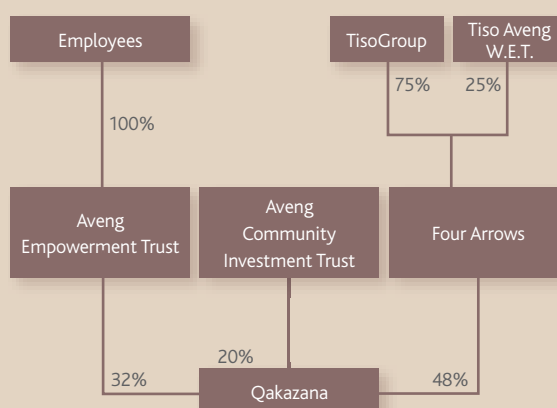 Employees
TisoGroup
Tiso Aveng
W.E.T.
75%
25%
100%
Aveng
Empowerment Trust
Aveng
Community
Investment Trust
Four Arrows
20%
32%
48%
Qakazana